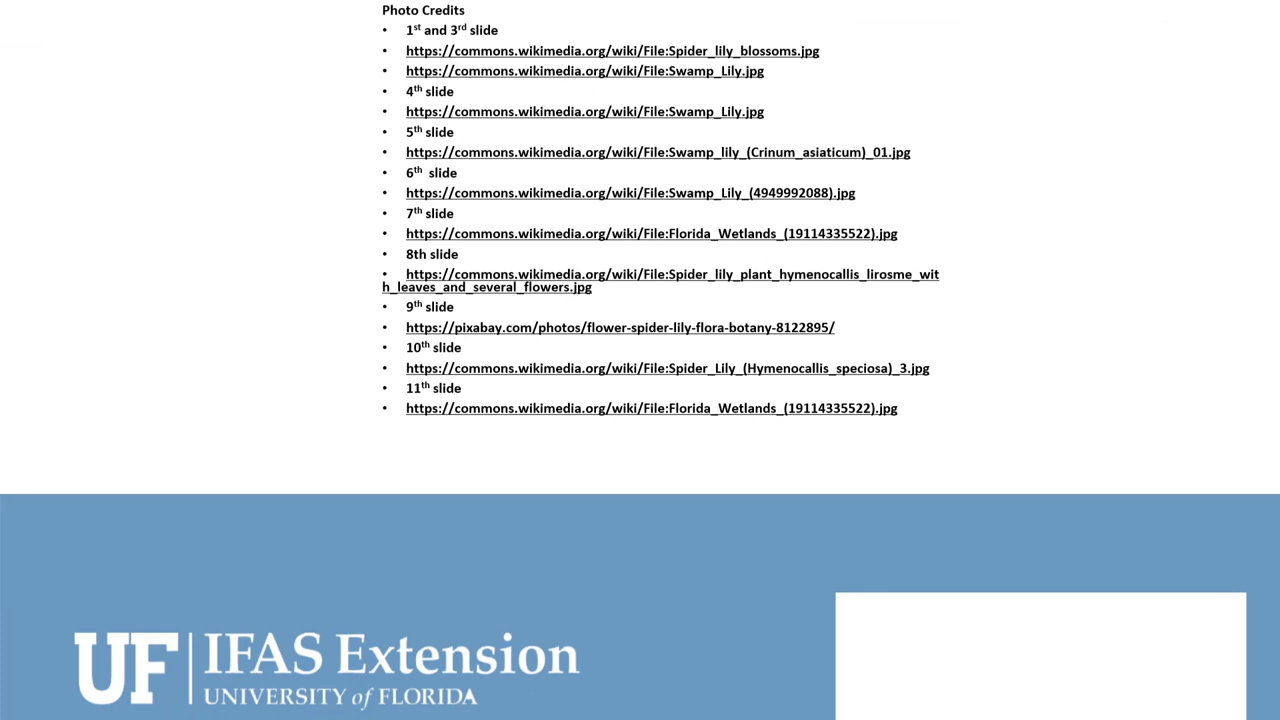 Photo Credits
• 1st and 3rd slide
• https://commons.wikimedia.org/wiki/File:Spider_lily_blossoms.jpg
• https://commons.wikimedia.org/wiki/File:Swamp_Lily.jpg
• 4th slide
• https://commons.wikimedia.org/wiki/File:Swamp_Lily.jpg
• 5th slide
• https://commons.wikimedia.org/wiki/File:Swamp_lily_(Crinum_asiaticum)_01.jpg
• 6th slide
• https://commons.wikimedia.org/wiki/File:Swamp_Lily_(4949992088).jpg
• 7th slide
• https://commons.wikimedia.org/wiki/File:Florida_Wetlands_(19114335522).jpg
• 8th slide
• https://commons.wikimedia.org/wiki/File:Spider_lily_plant_hymenocallis_lirosme_wit
h_leaves_and_several_flowers.jpg
• 9th slide
• https://pixabay.com/photos/flower-spider-lily-flora-botany-8122895/
• 10th slide
• https://commons.wikimedia.org/wiki/File:Spider_Lily_(Hymenocallis_speciosa)_3.jpg
• 11th slide
• https://commons.wikimedia.org/wiki/File:Florida_Wetlands_(19114335522).jpg
UF IFAS Extension
UNIVERSITY of FLORIDA